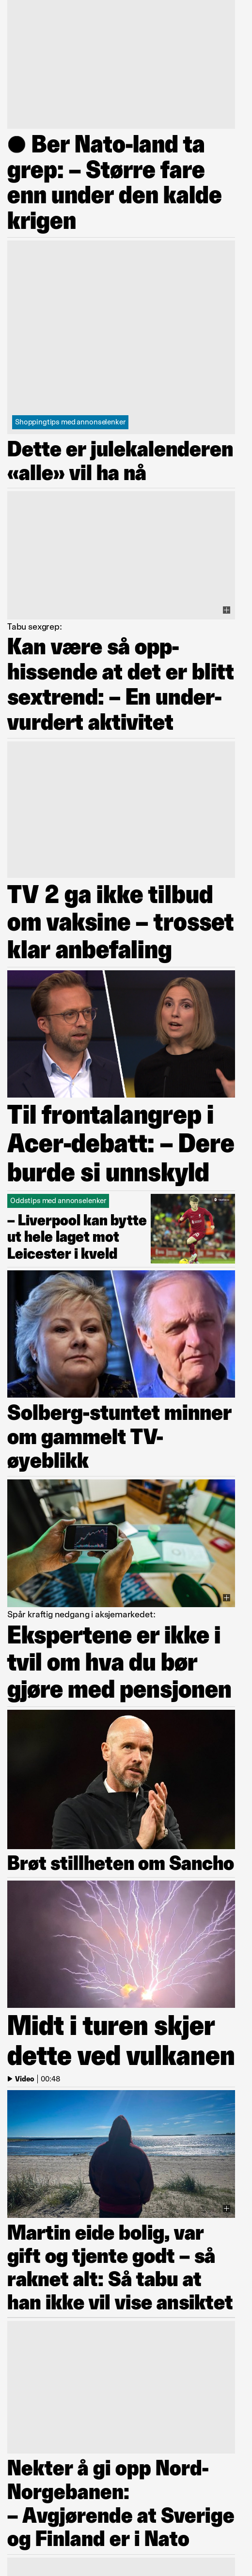 ● Ber Nato-land ta
grep: – Større fare
enn under den kalde
krigen
Shoppingtips med annonselenker
Dette er julekalenderen
«alle» vil ha nå
Tabu sexgrep:
Kan være så opp-
hissende at det er blitt
sextrend: – En under-
vurdert aktivitet
TV 2 ga ikke tilbud
om vaksine – trosset
klar anbefaling
Til frontalangrep i
Acer-debatt: – Dere
burde si unnskyld
Oddstips med annonselenker
– Liverpool kan bytte
ut hele laget mot
Leicester i kveld
Solberg-stuntet minner
om gammelt TV-
øyeblikk
Spår kraftig nedgang i aksjemarkedet:
Ekspertene er ikke i
tvil om hva du bør
gjøre med pensjonen
Brøt stillheten om Sancho
Midt i turen skjer
dette ved vulkanen
Video | 00:48
Martin eide bolig, var
gift og tjente godt – så
raknet alt: Så tabu at
han ikke vil vise ansiktet
Nekter å gi opp Nord-
Norgebanen:
– Avgjørende at Sverige
og Finland er i Nato